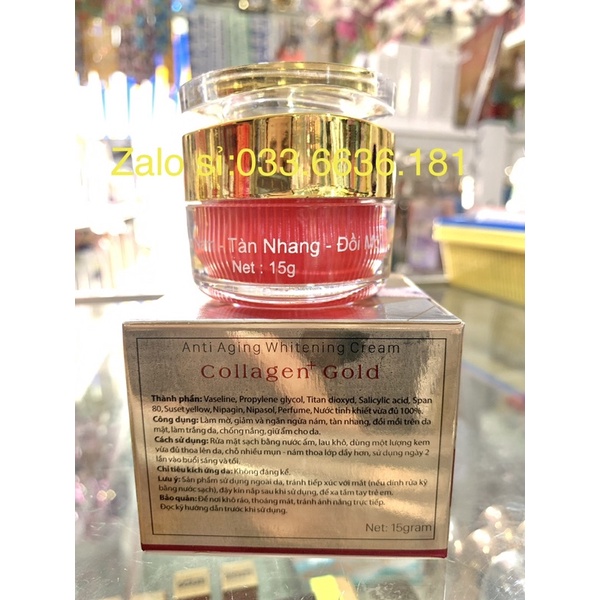 Zalo sỉ;033.6636.181
- Tàn Nhang - Đồi
Net : 15g
Anti Aging Whitening Cream
Collagen+ Gold
Thành phần: Vaseline, Propylene glycol, Titan dioxyd, Salicylic acid, Span
80, Suset yellow, Nipagin, Nipasol, Perfume, Nước tinh khiết vừa đủ 100%.
Công dụng: Làm mờ, giảm và ngăn ngừa nám, tàn nhang, đồi mồi trên da
mặt, làm trắng da, chống nắng, giữ ẩm cho da.
Cách sử dụng: Rửa mặt sạch bằng nước ấm, lau khô, dùng một lượng kem
vừa đủ thoa lên da, chỗ nhiều mụn - nám thoa lớp dầy hơn, sử dụng ngày 2
lần vào buổi sáng và tối.
Chỉ tiêu kích ứng da: Không đáng kể.
Lưu ý: Sản phẩm sử dụng ngoài da, tránh tiếp xúc với mắt (nếu dính rửa kỹ
bằng nước sạch), đậy kín nắp sau khi sử dụng, để xa tầm tay trẻ em.
Bảo quản: Để nơi khô ráo, thoáng mát, tránh ánh nắng trực tiếp.
Đọc kỹ hướng dẫn trước khi sử dụng.
Net: 15gram